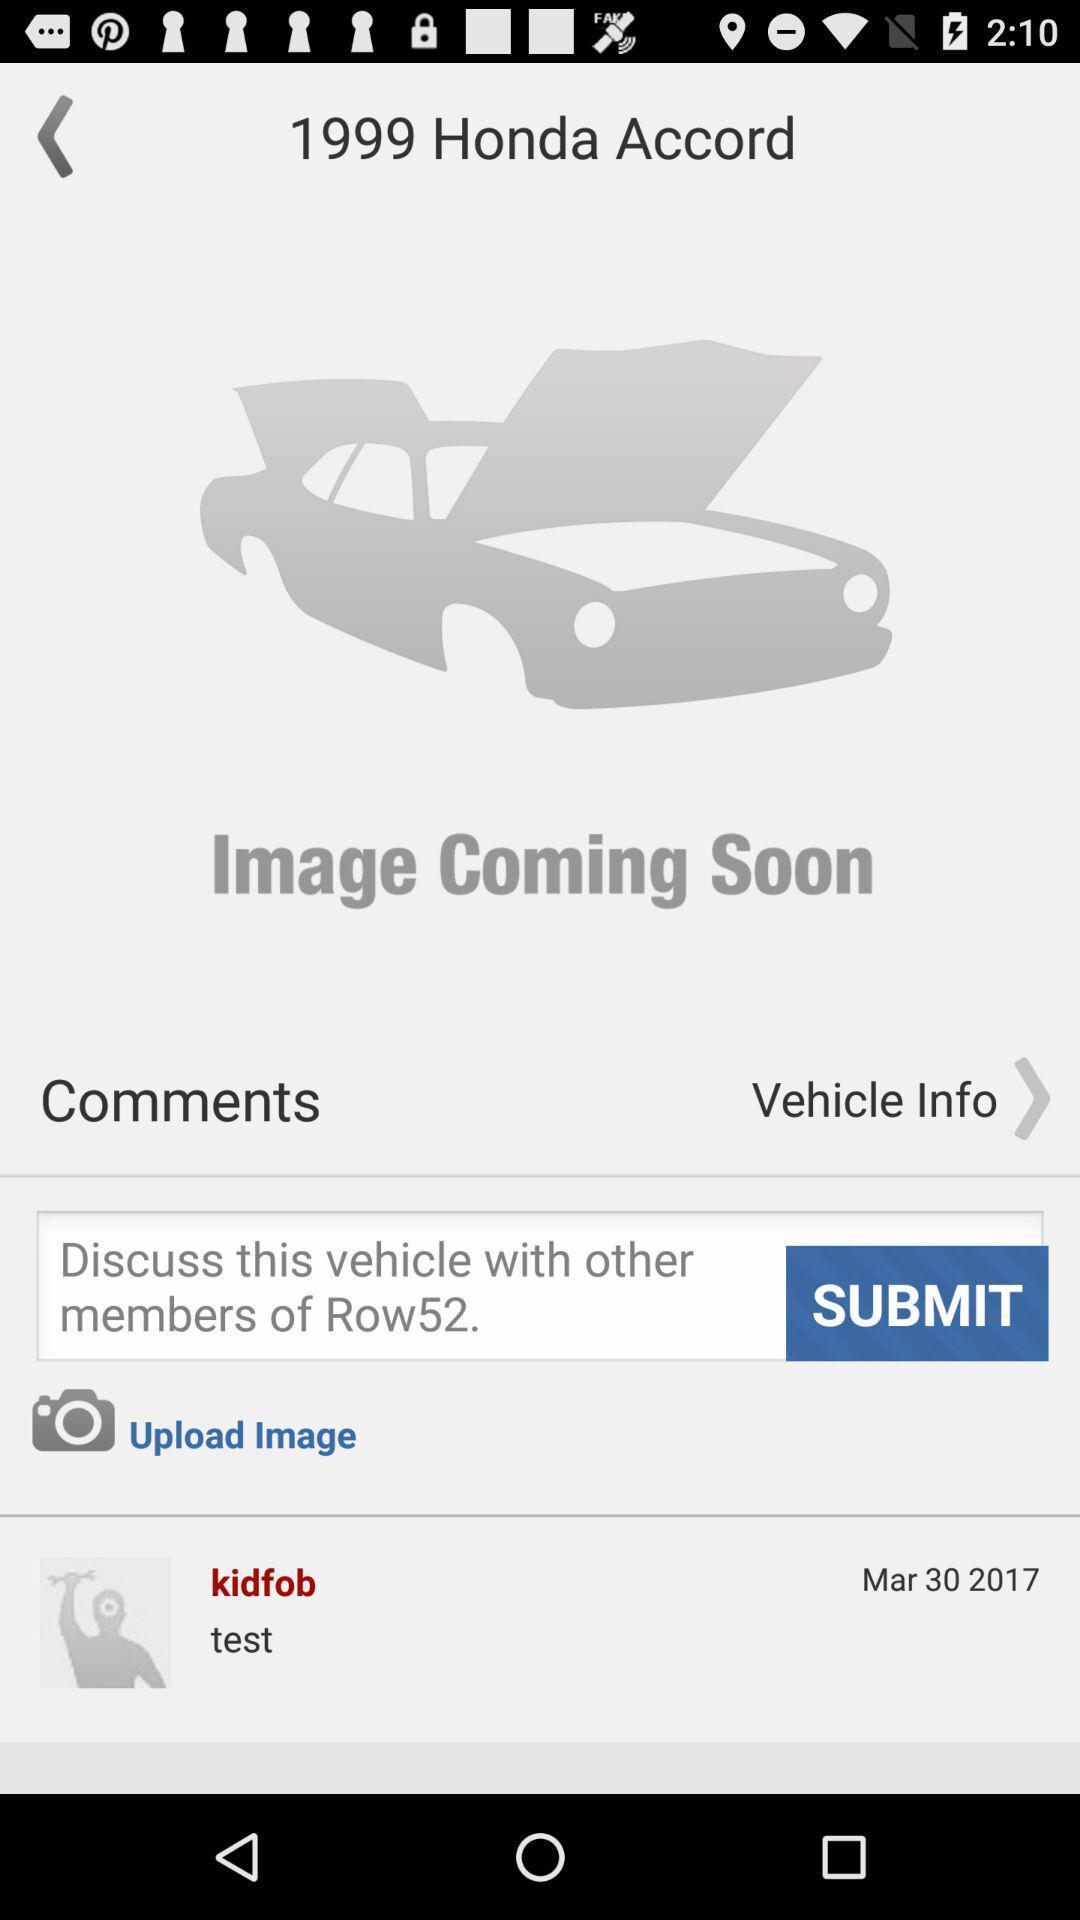 FAKE
2:10
1999 Honda Accord
Image Coming Soon
Comments
Vehicle Info
Discuss this vehicle with other
members of Row52.
SUBMIT
Upload Image
kidfob
Mar 30 2017
test